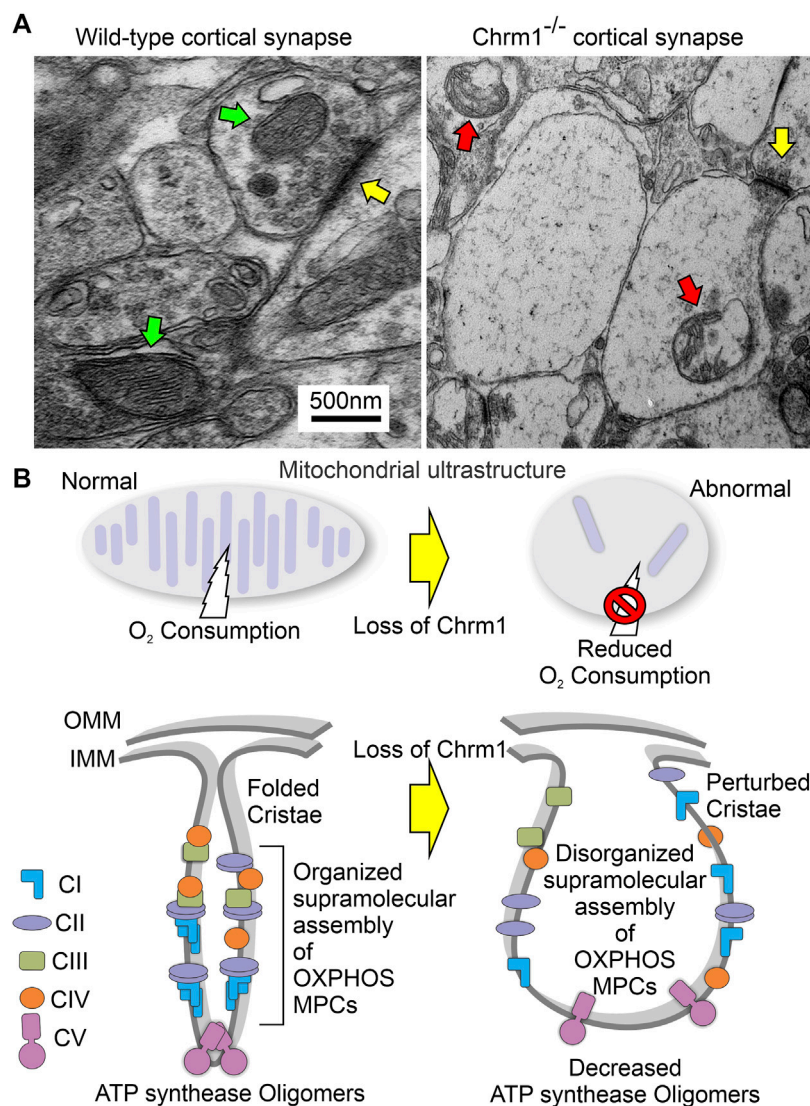 A
Wild-type cortical synapse
Chrm1-/- cortical synapse
500nm
B
Mitochondrial ultrastructure
Normal
Abnormal
O2 Consumption
Loss of Chrm1
Reduced
O2 Consumption
OMM
IMM
Loss of Chrm1
Folded
Cristae
Perturbed
Cristae
Organized
supramolecular
assembly
of
OXPHOS
MPCs
Disorganized
supramolecular
assembly
of
OXPHOS
MPCs
CI
CII
CIII
CIV
CV
ATP synthease Oligomers
Decreased
ATP synthease Oligomers